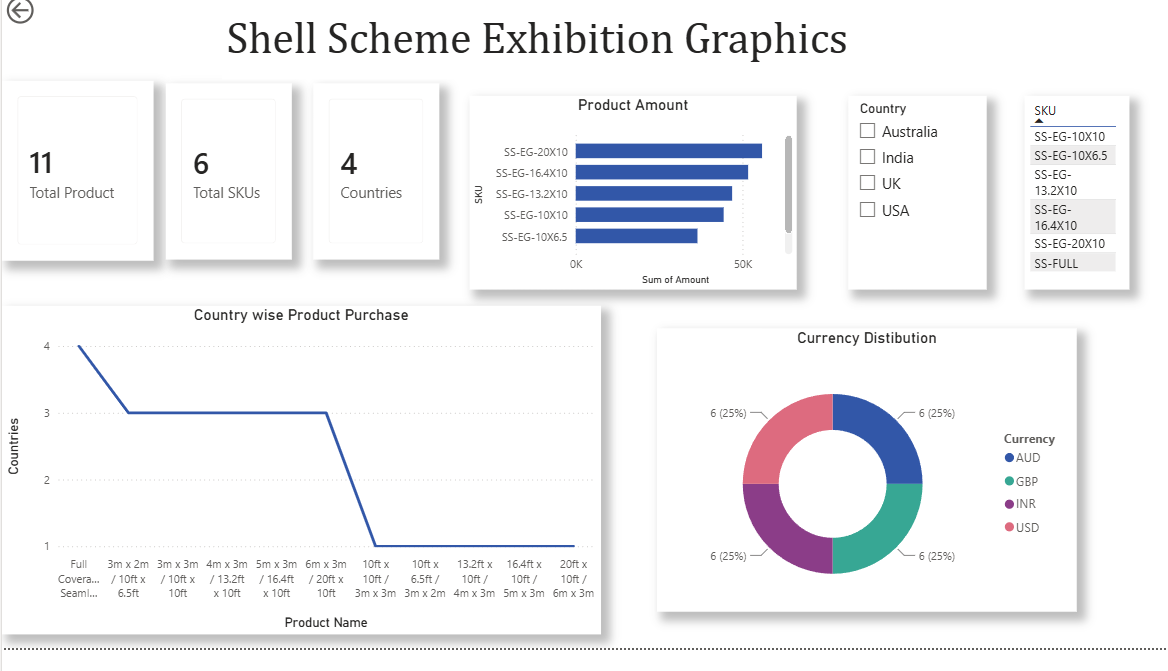 Shell Scheme Exhibition Graphics
11
Total Product
6
Total SKUs
4
Countries
Product Amount
SKU
SS-EG-20X10
SS-EG-16.4X10
SS-EG-13.2X10
SS-EG-10X10
SS-EG-10X6.5
0K
50K
Sum of Amount
Country
Australia
India
UK
USA
SKU
SS-EG-10X10
SS-EG-10X6.5
SS-EG-
13.2X10
SS-EG-
16.4X10
SS-EG-20X10
SS-FULL
Country wise Product Purchase
Countries
4
3
2
1
Full
Covera...
Seaml...
3m x 2m
/ 10ft x
6.5ft
3m x 3m
/ 10ft x
10ft
4m x 3m
/ 13.2ft
x 10ft
5m x 3m
/ 16.4ft
x 10ft
6m x 3m
/ 20ft x
10ft
10ft x
10ft /
3m x 3m
10ft x
6.5ft /
3m x 2m
13.2ft x
10ft /
4m x 3m
16.4ft x
10ft /
5m x 3m
20ft x
10ft /
6m x 3m
Product Name
Currency Distibution
6 (25%)
6 (25%)
6 (25%)
6 (25%)
Currency
AUD
GBP
INR
USD